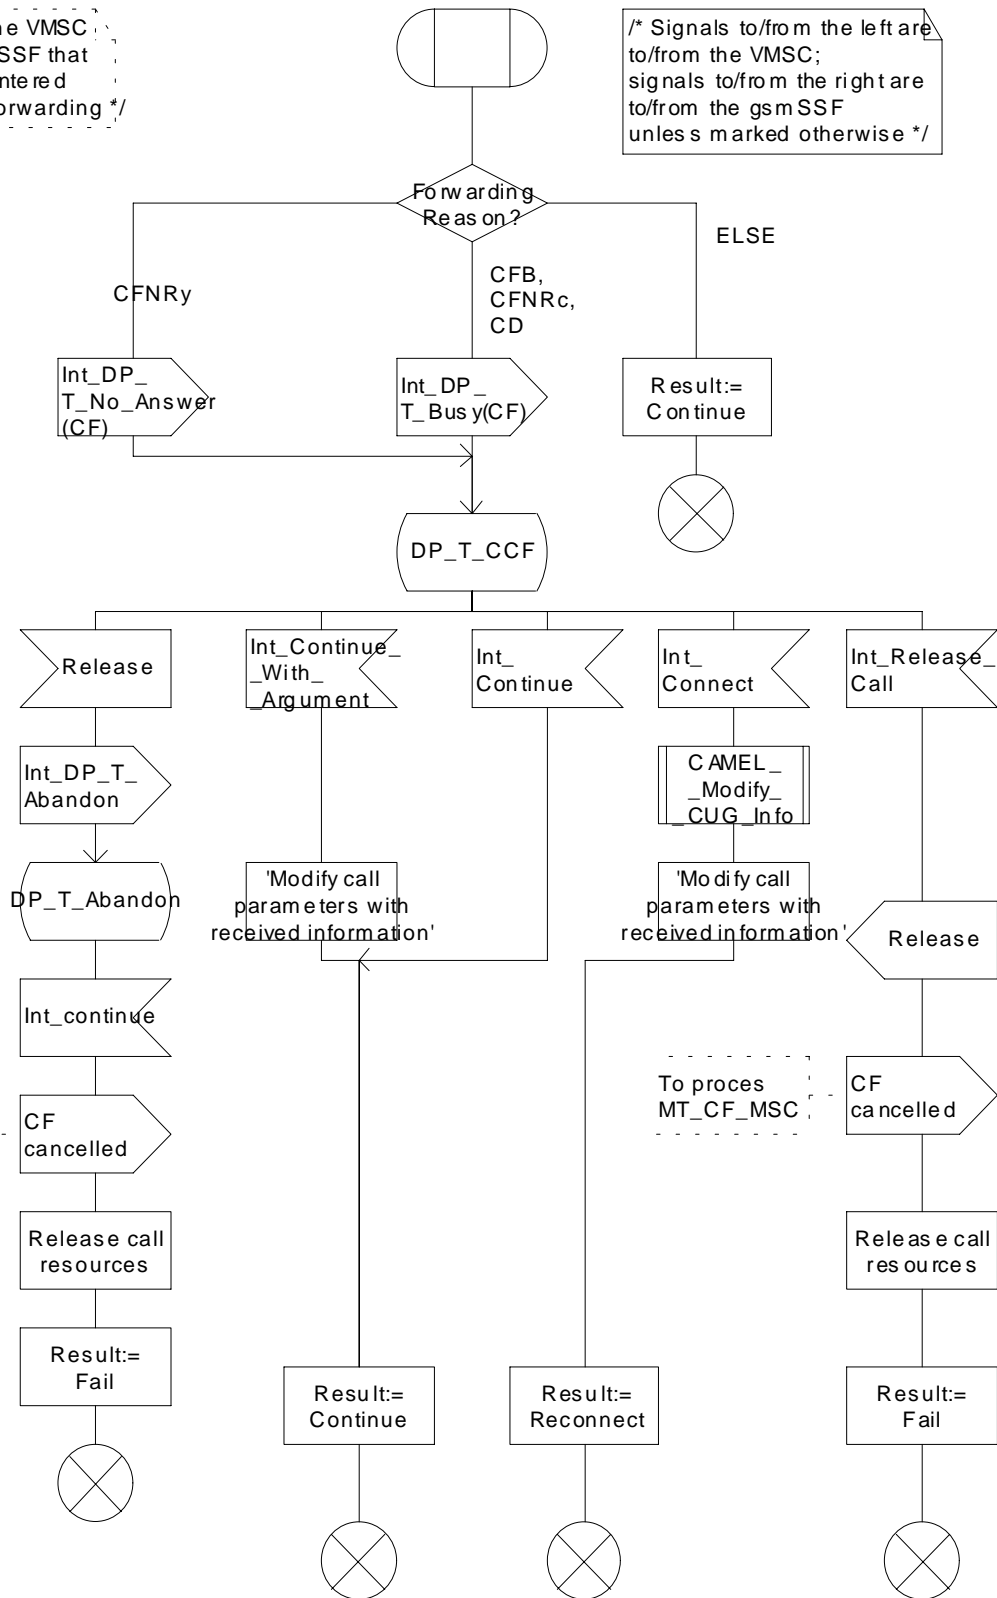 e VMSC
SSF that
ntered
orwarding */
/* Signals to/from the left are
to/from the VMSC;
signals to/from the right are
to/from the gsmSSF
unless marked otherwise */
Forwarding
Reason?
ELSE
CFNRy
CFB,
CFNRc,
CD
Int_DP_
T_No_Answer
(CF)
Int_DP_
T_Busy(CF)
Result:=
Continue
DP_T_CCF
Release
Int_Continue_
_With_
_Argument
Int_
Continue
Int_
Connect
Int_Release_
Call
Int_DP_T_
Abandon
CAMEL_
_Modify_
_CUG_Info
DP_T_Abandon
'Modify call
parameters with
received information'
'Modify call
parameters with
received information'
Release
Int_continue
To proces
MT_CF_MSC
CF
cancelled
CF
cancelled
Release call
resources
Release call
resources
Result:=
Fail
Result:=
Continue
Result:=
Reconnect
Result:=
Fail